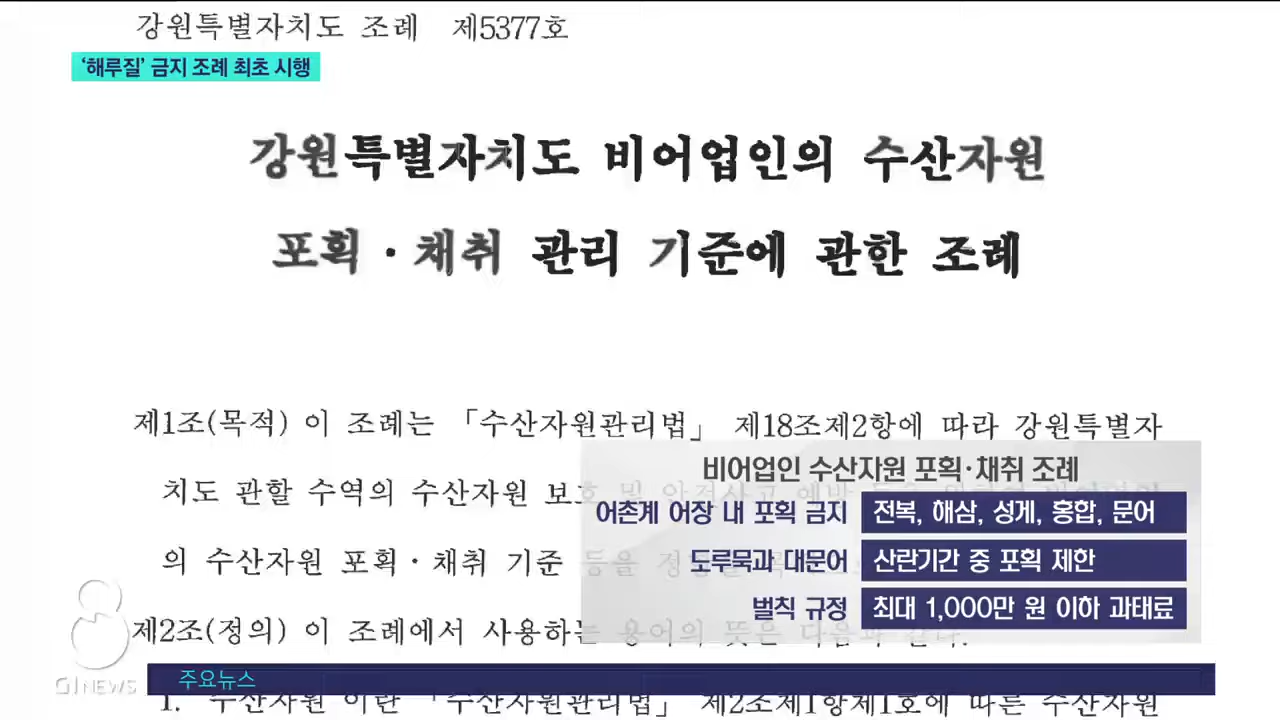 강원특별자치도 조례 제5377호
‘해루질’ 금지 조례 최초 시행
강원특별자치도 비어업인의 수산자원
포획·채취 관리 기준에 관한 조례
제1조(목적) 이 조례는 「수산자원관리법」 제18조제2항에 따라 강원특별자
치도 관할 수역의 수산자원 보호 및 안전사고 예방
의 수산자원 포획·채취 기준 등을
제2조(정의) 이 조례에서 사용하는 용어의 뜻은 다음과 같다.
비어업인 수산자원 포획·채취 조례
어촌계 어장 내 포획 금지 전복, 해삼, 성게, 홍합, 문어
도루묵과 대문어 산란기간 중 포획 제한
벌칙 규정 최대 1,000만 원 이하 과태료
8
G1 NEWS
주요뉴스
1. "수산자원"이란 「수산자원관리법」 제2조제1항제1호에 따른 수산자원